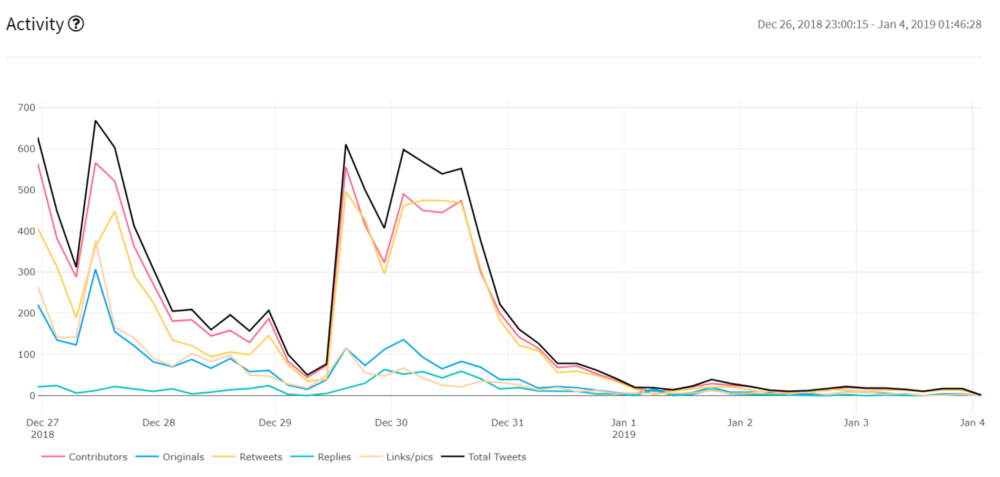 Activity ?
Dec 26, 2018 23:00:15 - Jan 4, 2019 01:46:28
700
600
500
400
300
200
100
0
Dec 27 Dec 28 Dec 29 Dec 30 Dec 31 Jan 1 Jan 2 Jan 3 Jan 4
2018 2019
Contributors Originals Retweets Replies Links/pics Total Tweets